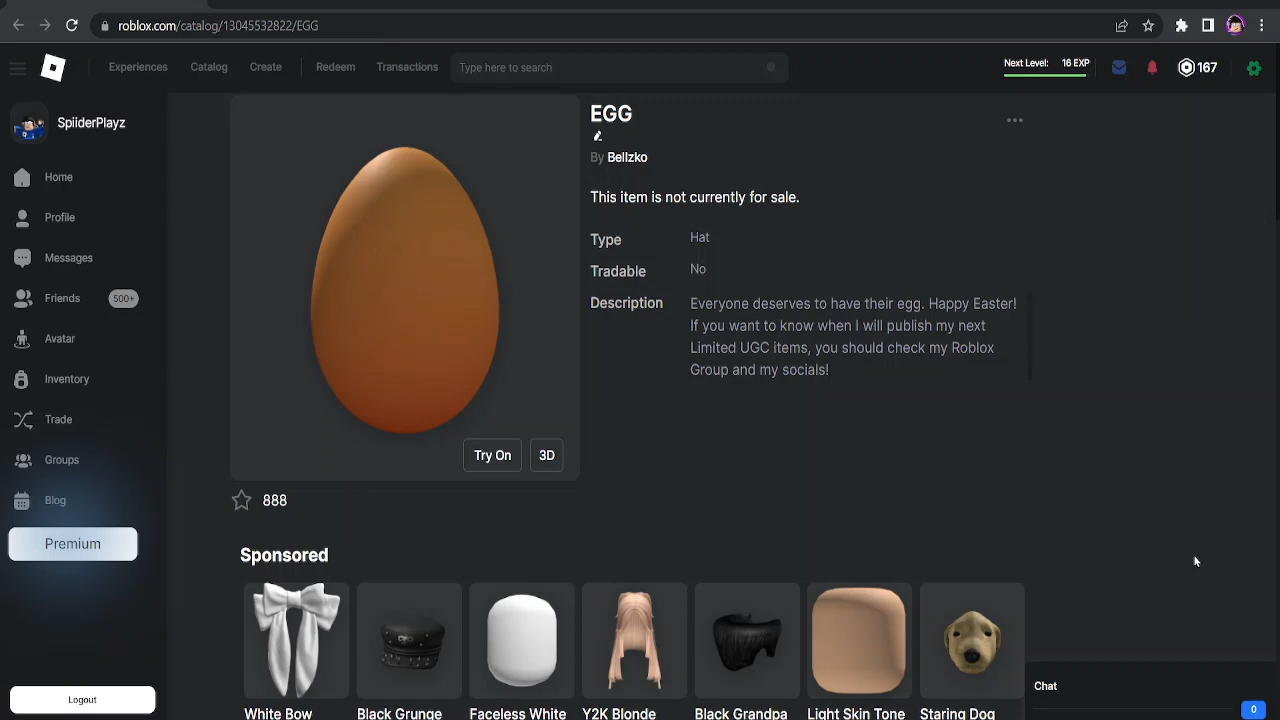 roblox.com/catalog/13045532822/EGG
Experiences Catalog Create Redeem Transactions Type here to search Next Level: 16 EXP 167
SpiiderPlayz
Home
Profile
Messages
Friends 500+
Avatar
Inventory
Trade
Groups
Blog
Premium
Logout
EGG
By Bellzko
This item is not currently for sale.
Type Hat
Tradable No
Description Everyone deserves to have their egg. Happy Easter!
If you want to know when I will publish my next
Limited UGC items, you should check my Roblox
Group and my socials!
Try On 3D
888
Sponsored
White Bow Black Grunge Faceless White Y2K Blonde Black Grandpa Light Skin Tone Staring Dog
Chat
0